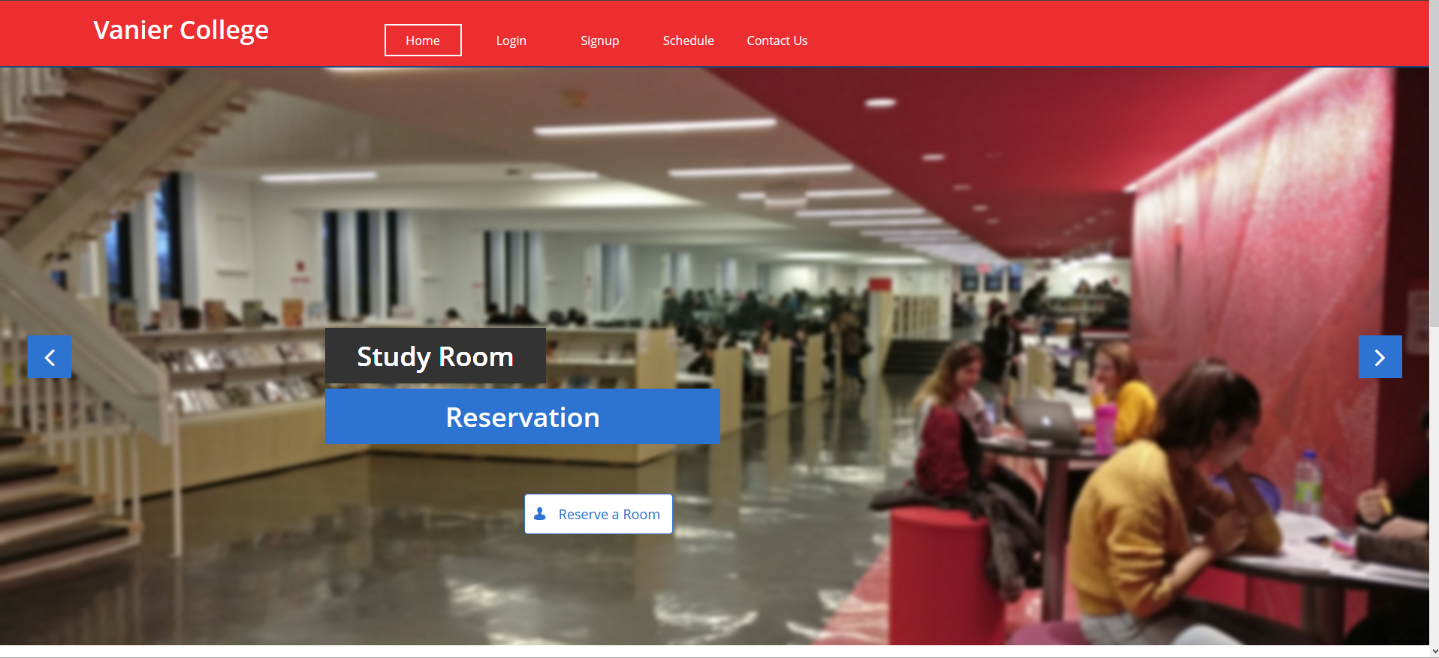 Vanier College
Home Login Signup Schedule Contact Us
Study Room
Reservation
Reserve a Room